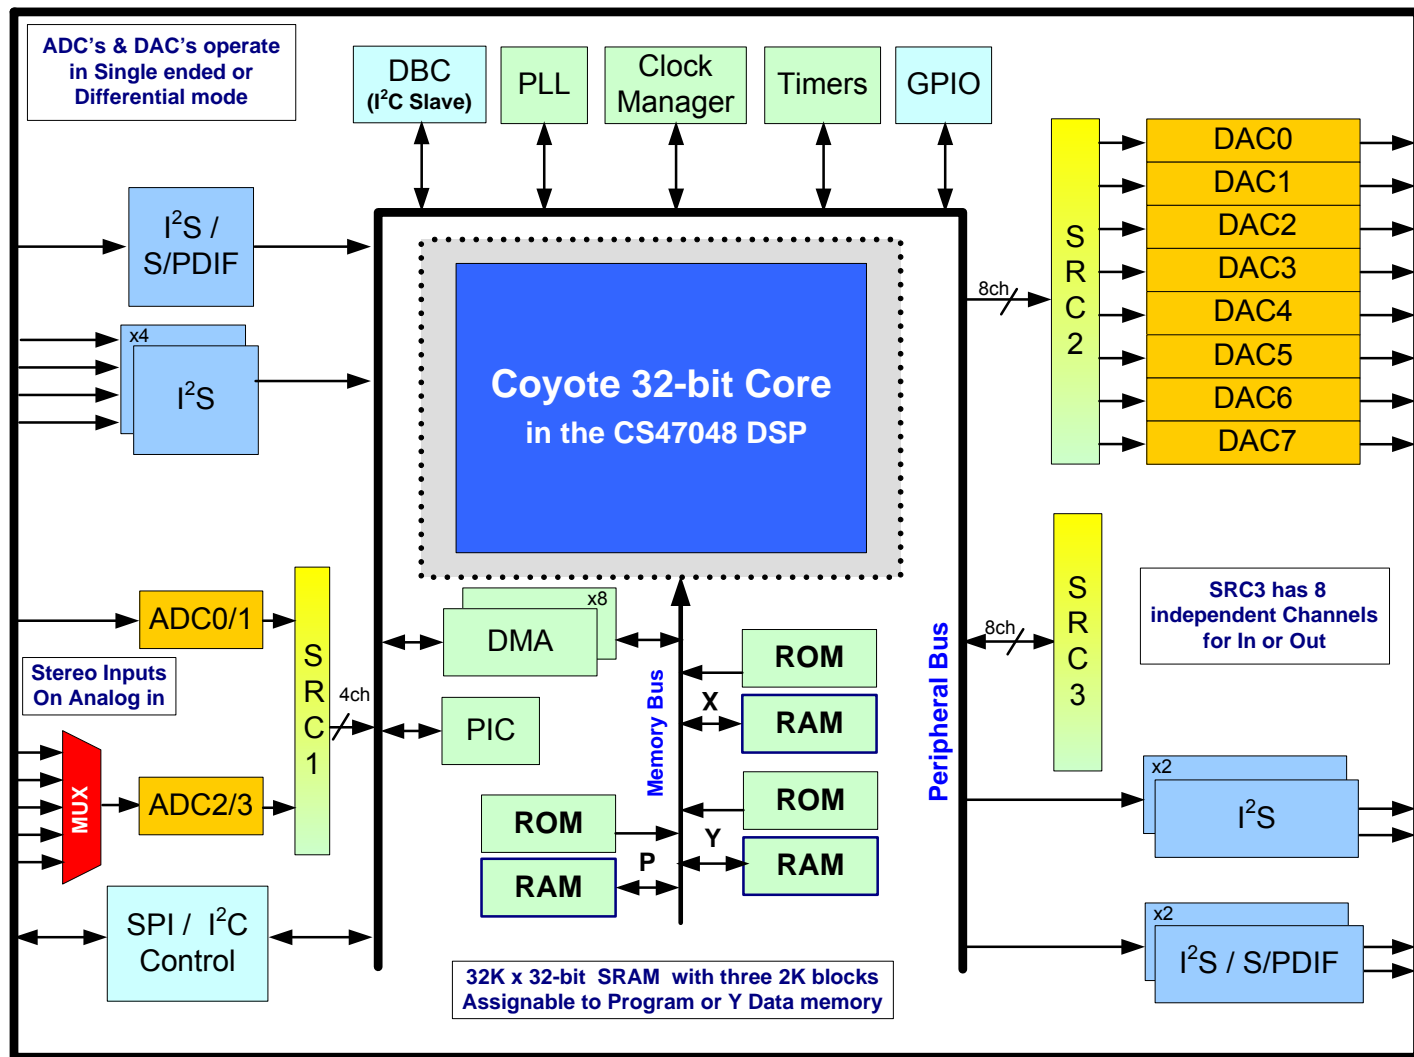 ADC's & DAC's operate
in Single ended or
Differential mode
DBC
(I²C Slave)
PLL
Clock
Manager
Timers
GPIO
I²S /
S/PDIF
x4
I²S
Coyote 32-bit Core
in the CS47048 DSP
8ch
SRC2
DAC0
DAC1
DAC2
DAC3
DAC4
DAC5
DAC6
DAC7
ADC0/1
Stereo Inputs
On Analog in
MUX
ADC2/3
SRC1
4ch
SPI / I²C
Control
x8
DMA
PIC
Memory Bus
ROM
X
RAM
ROM
Y
RAM
ROM
P
RAM
Peripheral Bus
8ch
SRC3
SRC3 has 8
independent Channels
for In or Out
x2
I²S
x2
I²S / S/PDIF
32K x 32-bit SRAM with three 2K blocks
Assignable to Program or Y Data memory